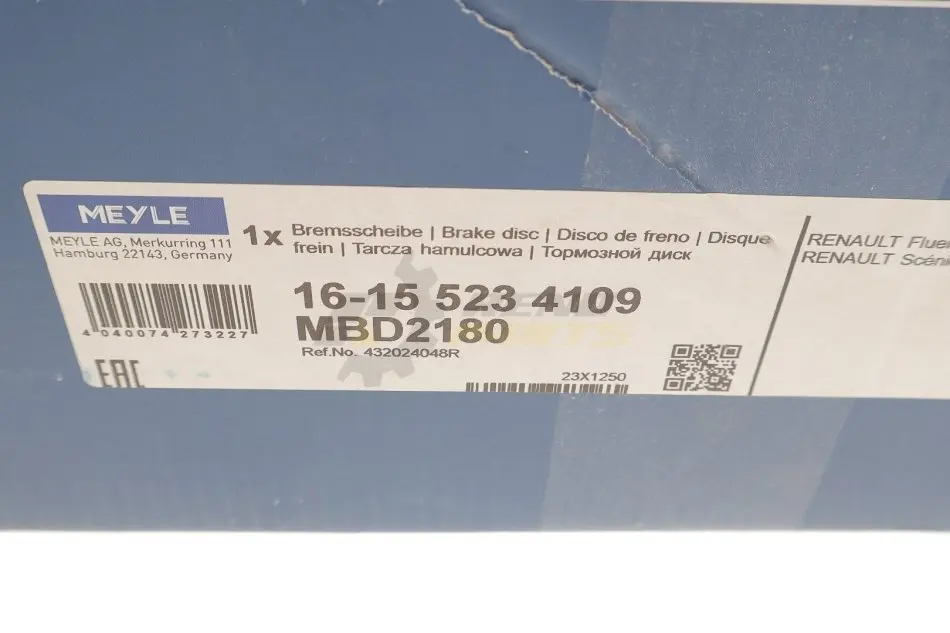 MEYLE
MEYLE AG, Merkurring 111
Hamburg 22143, Germany
1x
Bremsscheibe | Brake disc | Disco de freno | Disque
frein | Tarcza hamulcowa | Тормозной диск
16-15 523 4109
MBD2180
Ref.No. 432024048R
4 040074 273227
EAC
23X1250
RENAULT
RENAULT